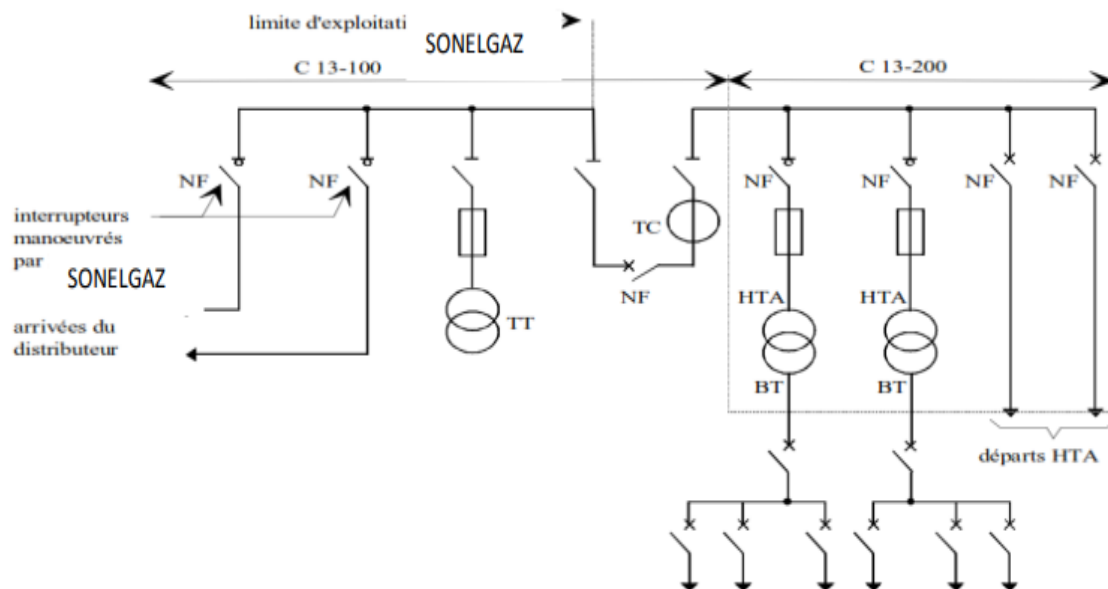 limite d'exploitati
SONELGAZ
C 13-100
C 13-200
NF
NF
NF
NF
NF
NF
interrupteurs
manoeuvrés
par
SONELGAZ
TC
NF
arrivées du
distributeur
TT
HTA
HTA
BT
BT
départs HTA